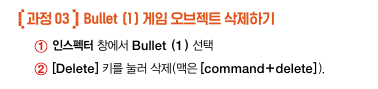 [과정 03] Bullet (1) 게임 오브젝트 삭제하기
① 인스펙터 창에서 Bullet (1) 선택
② [Delete] 키를 눌러 삭제(맥은 [command+delete]).